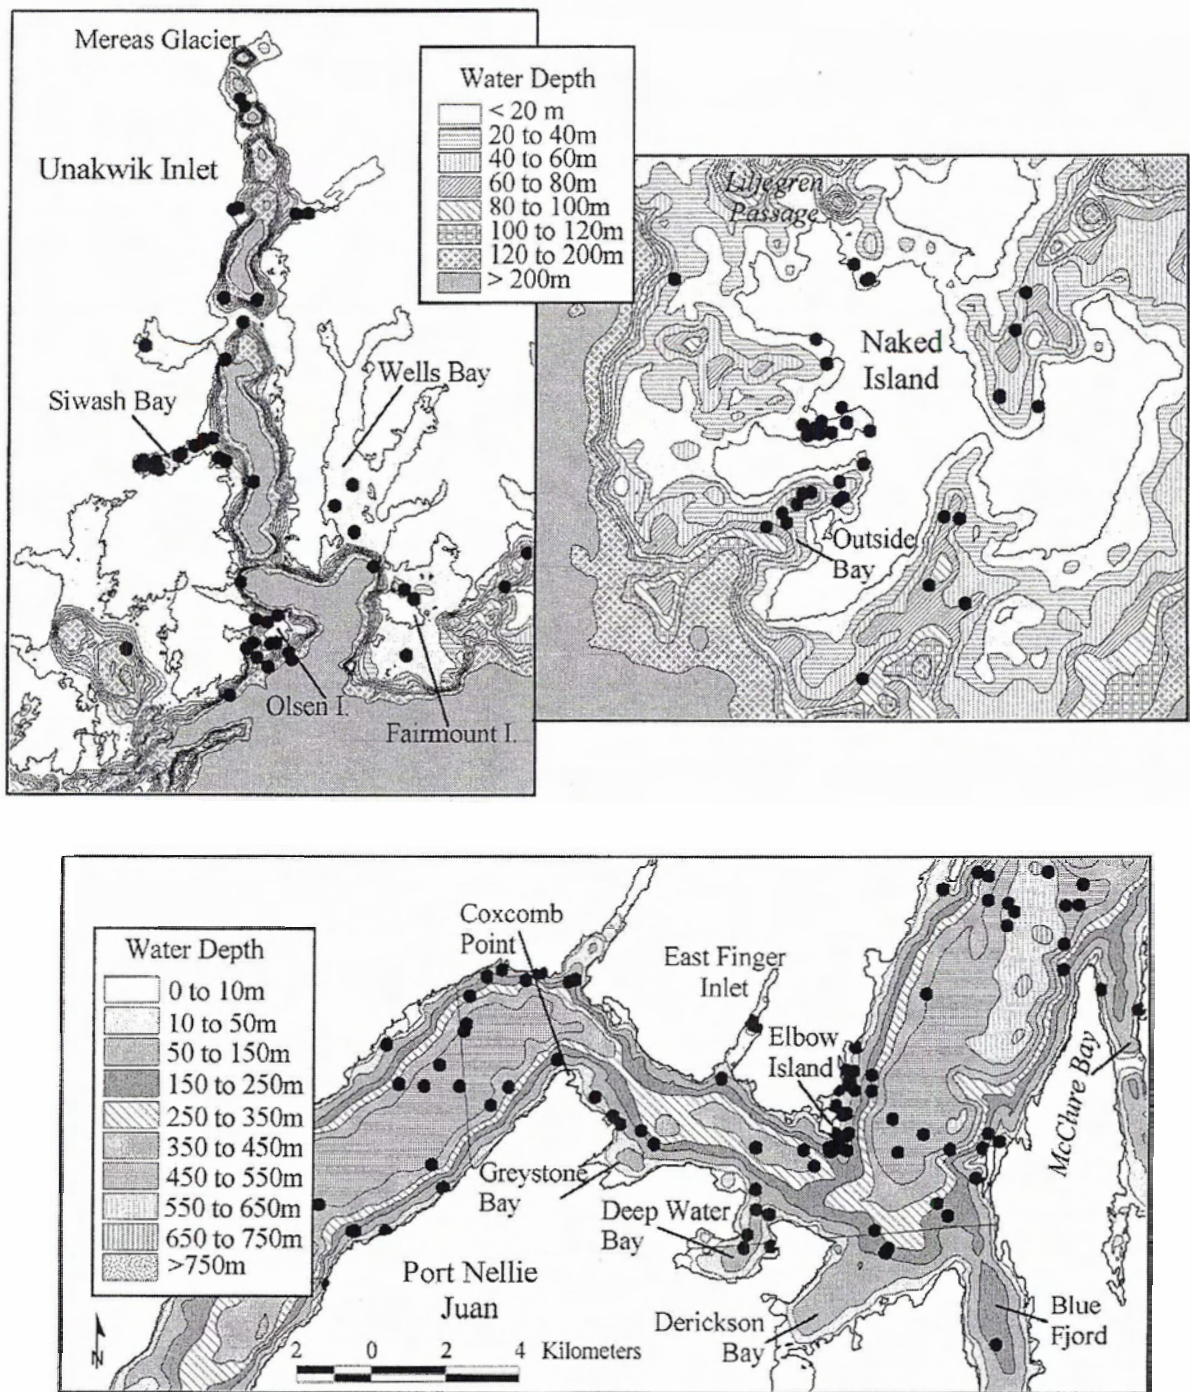 Mereas Glacier
Unakwik Inlet
Siwash Bay
Wells Bay
Olsen I.
Fairmount I.
Water Depth
< 20 m
20 to 40m
40 to 60m
60 to 80m
80 to 100m
100 to 120m
120 to 200m
> 200m
Liljegren
Passage
Naked
Island
Outside
Bay
Water Depth
0 to 10m
10 to 50m
50 to 150m
150 to 250m
250 to 350m
350 to 450m
450 to 550m
550 to 650m
650 to 750m
>750m
Coxcomb
Point
East Finger
Inlet
Elbow
Island
McClure Bay
Greystone
Bay
Deep Water
Bay
Port Nellie
Juan
Derickson
Bay
Blue
Fjord
N
2 0 2 4 Kilometers